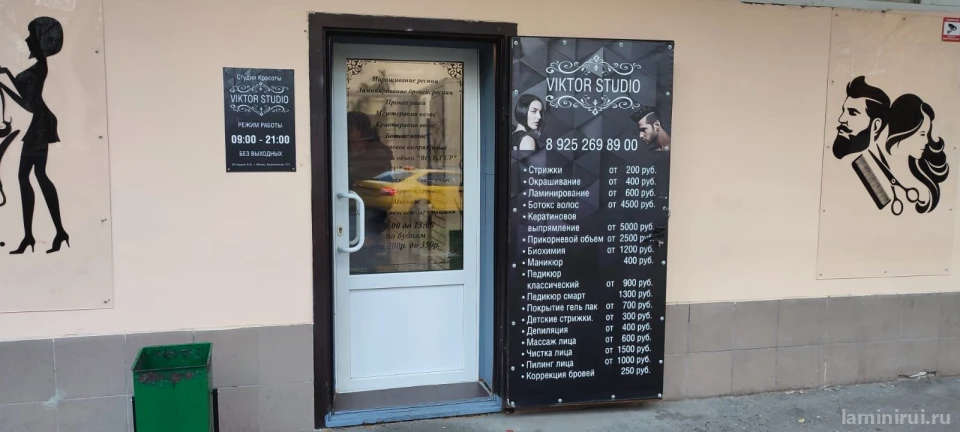 Студия Красоты
VIKTOR STUDIO
РЕЖИМ РАБОТЫ
09:00 - 21:00
БЕЗ ВЫХОДНЫХ
Наращивание ресниц
Ламинирование бровей, ресниц
Прокол ушей
Мезотерапия волос
VIKTOR STUDIO
8 925 269 89 00
• Стрижки от 200 руб.
• Окрашивание от 400 руб.
• Ламинирование от 600 руб.
• Ботокс волос от 4500 руб.
• Кератиновое
выпрямление от 5000 руб.
• Прикорневой объем от 2500 руб.
• Биохимия от 1200 руб.
• Маникюр 400 руб.
• Педикюр
классический от 900 руб.
• Педикюр смарт 1300 руб.
• Покрытие гель лак от 700 руб.
• Детские стрижки. от 300 руб.
• Депиляция от 400 руб.
• Массаж лица от 600 руб.
• Чистка лица от 1500 руб.
• Пилинг лица от 1000 руб.
• Коррекция бровей 250 руб.
laminirui.ru